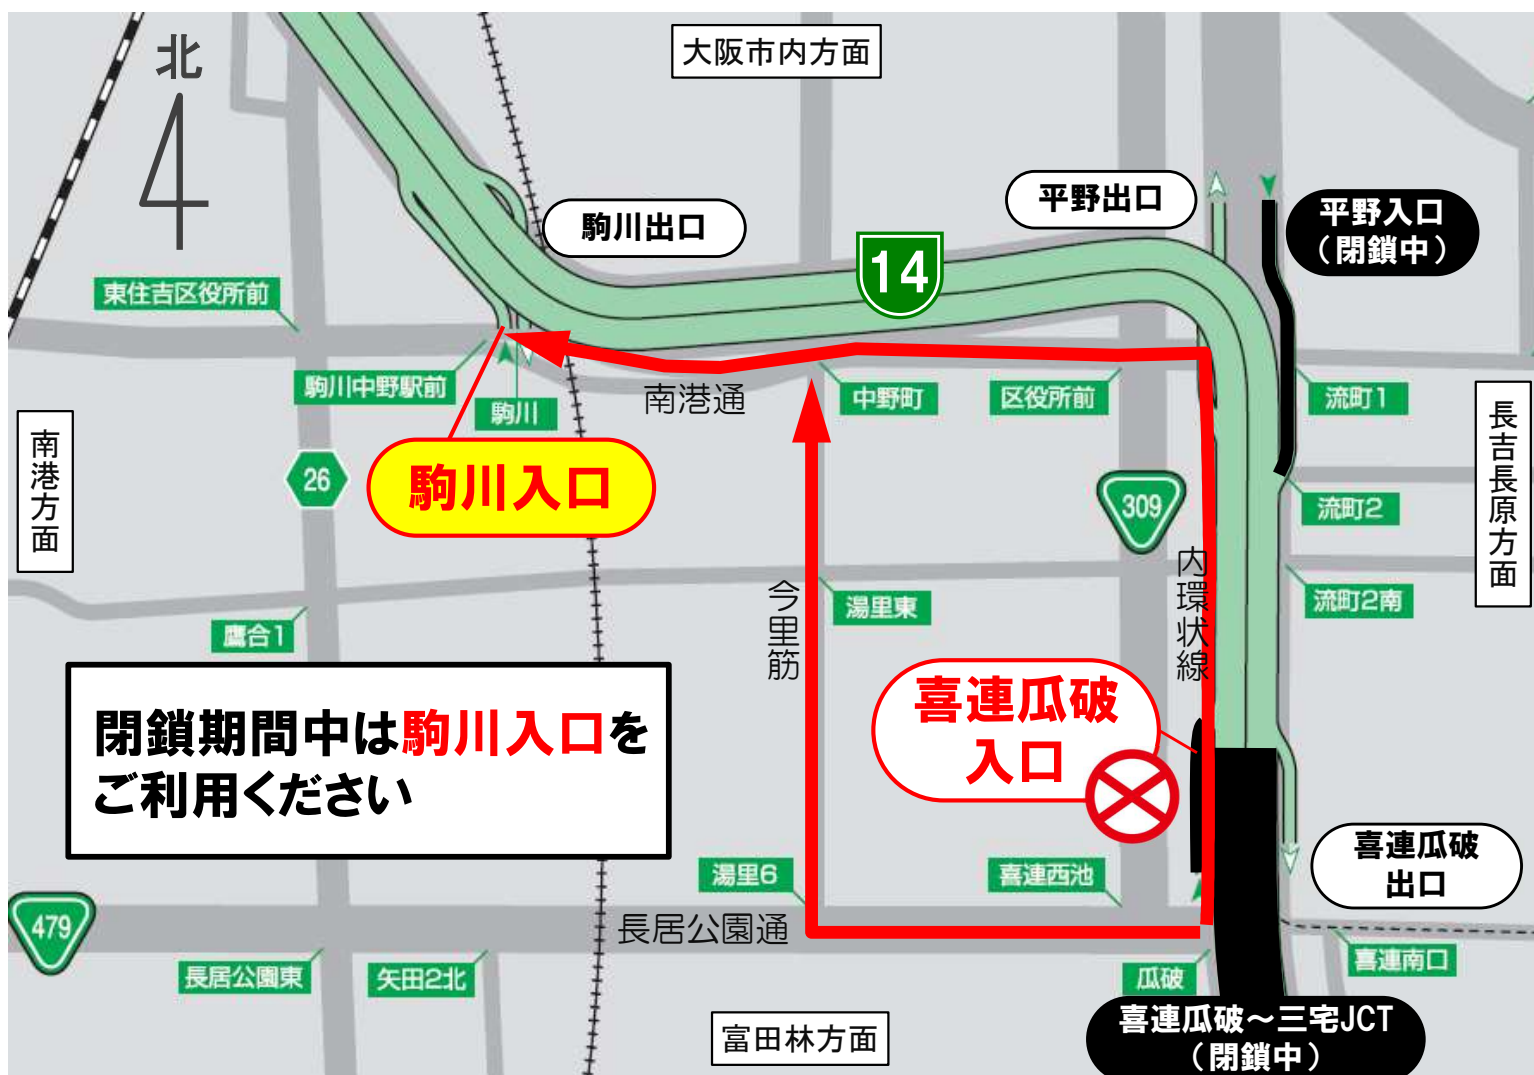 北
大阪市内方面
平野出口
平野入口
（閉鎖中）
駒川出口
14
東住吉区役所前
駒川中野駅前
駒川
南港通
中野町
区役所前
流町1
南港方面
長吉長原方面
26
駒川入口
309
流町2
内環状線
今里筋
湯里東
流町2南
鷹合1
閉鎖期間中は駒川入口を
ご利用ください
喜連瓜破
入口
喜連瓜破
出口
湯里6
喜連西池
479
長居公園通
長居公園東
矢田2北
瓜破
喜連南口
富田林方面
喜連瓜破～三宅JCT
（閉鎖中）